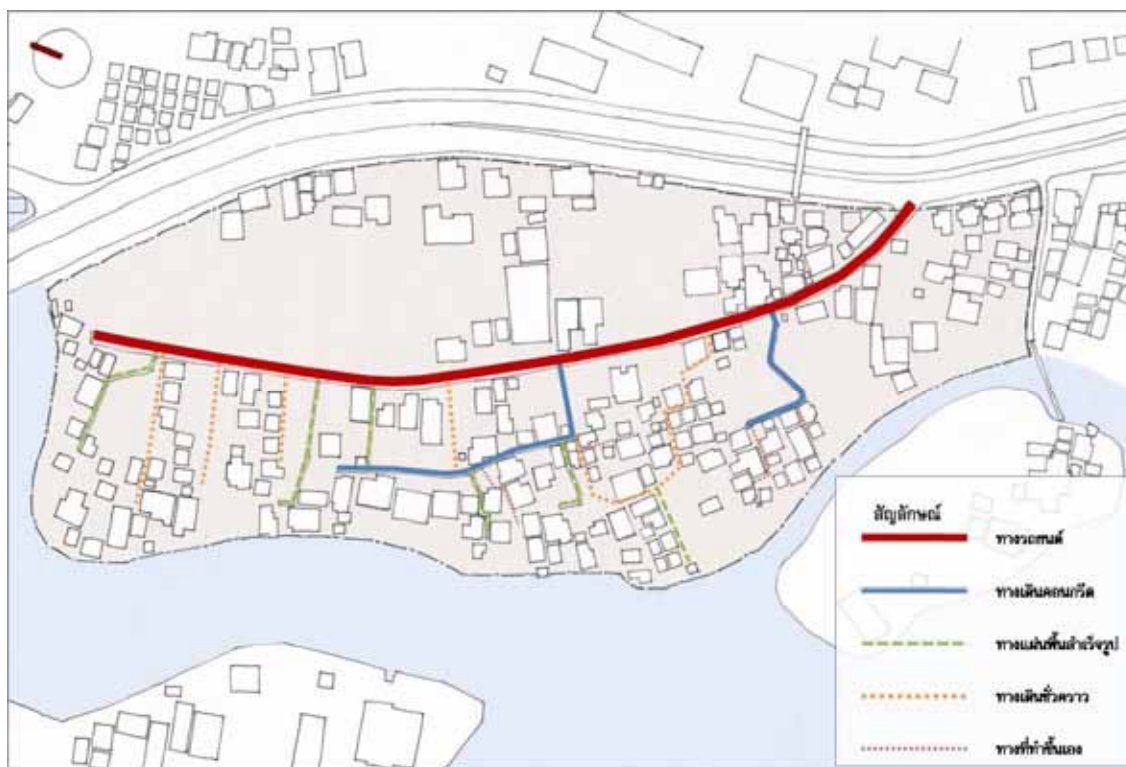 สัญลักษณ์
ทางรถยนต์
ทางเดินคอนกรีต
ทางแผ่นพื้นสำเร็จรูป
ทางเดินชั่วคราว
ทางที่ทำขึ้นเอง